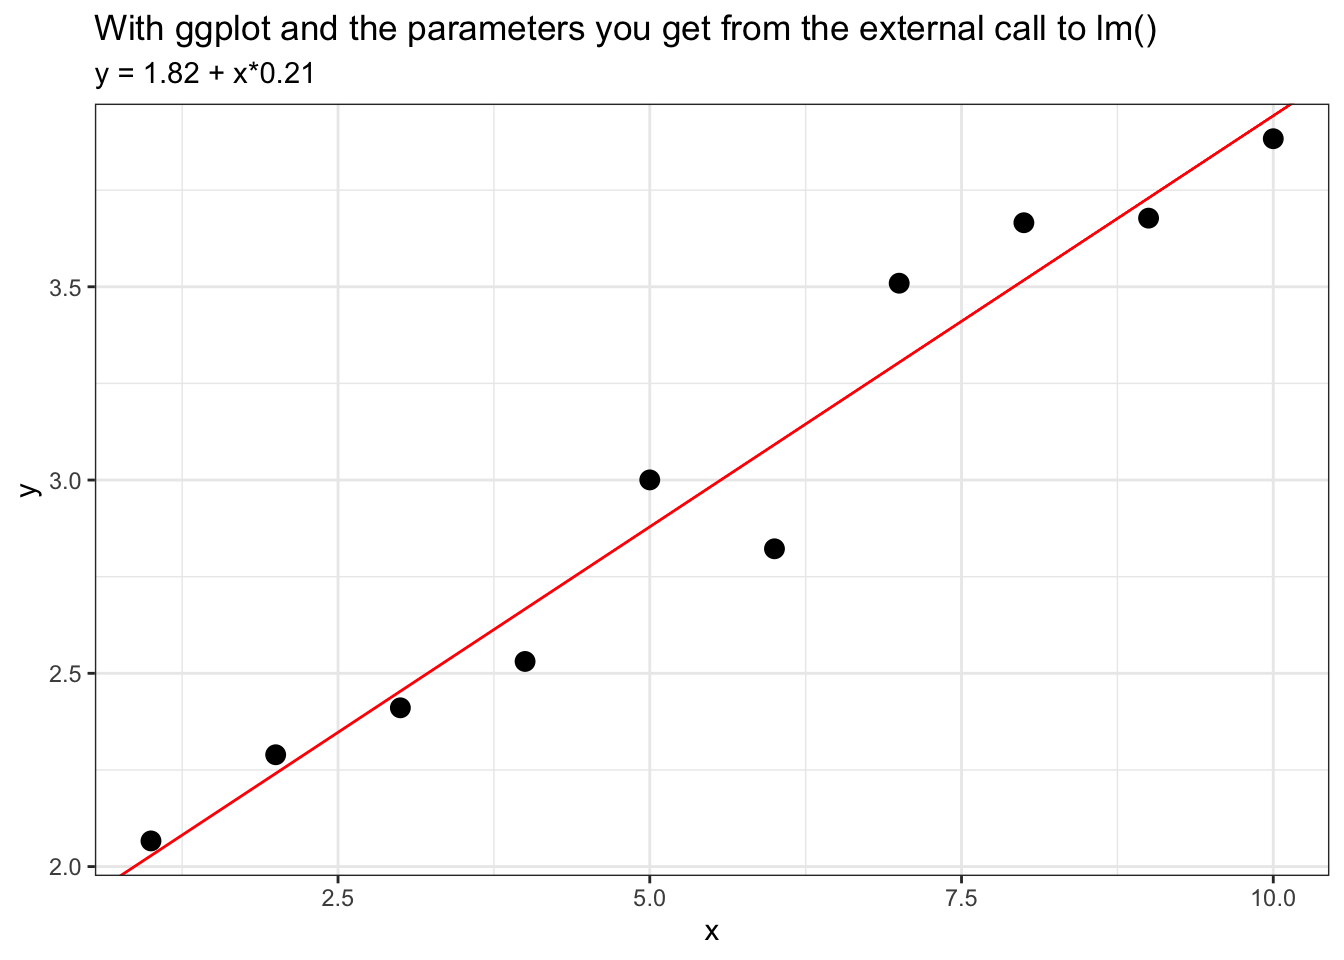 With ggplot and the parameters you get from the external call to lm()
y = 1.82 + x*0.21
3.5
3.0
2.5
2.0
y
2.5 5.0 7.5 10.0
x